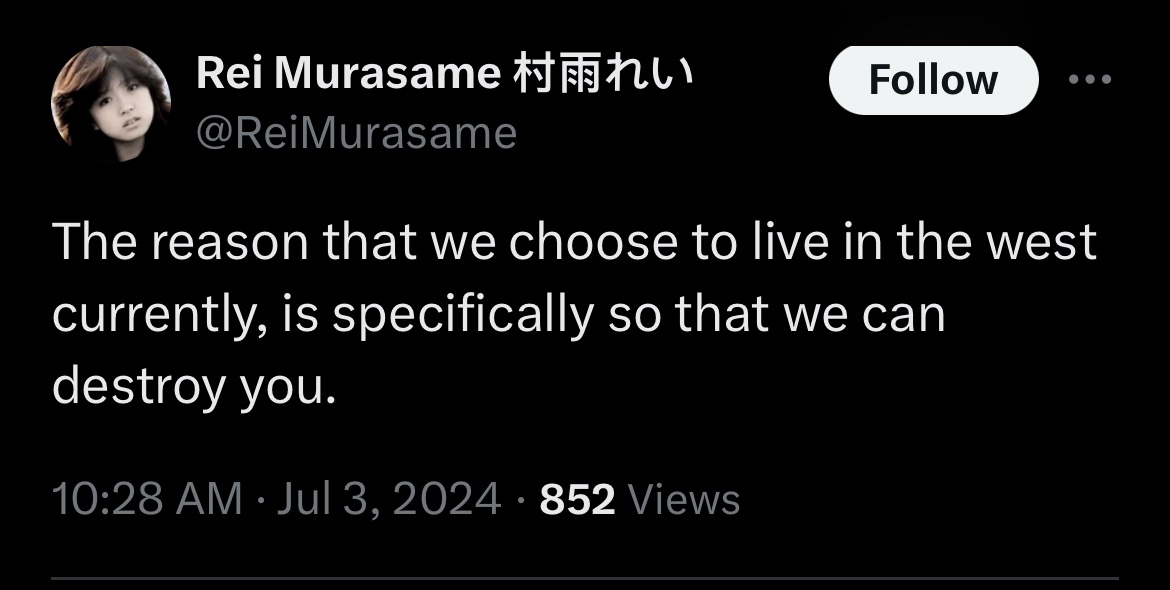 Rei Murasame 村雨れい
Follow
@ReiMurasame
The reason that we choose to live in the west
currently, is specifically so that we can
destroy you.
10:28 AM · Jul 3, 2024 · 852 Views